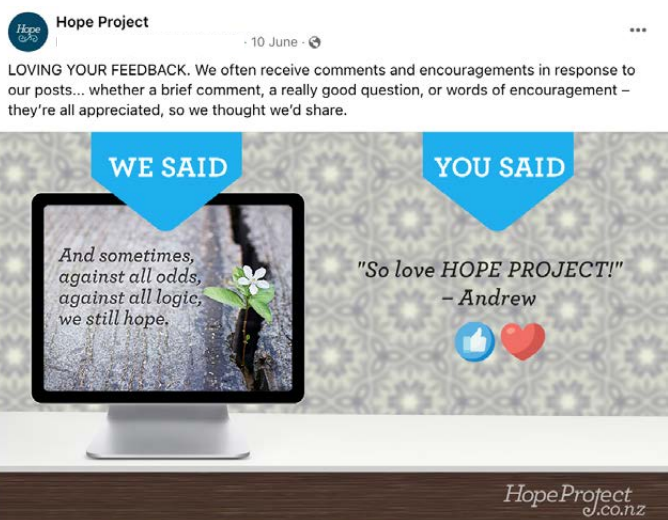 Hope
Hope Project
· 10 June ·
LOVING YOUR FEEDBACK. We often receive comments and encouragements in response to
our posts... whether a brief comment, a really good question, or words of encouragement –
they're all appreciated, so we thought we'd share.
WE SAID
YOU SAID
And sometimes,
against all odds,
against all logic,
we still hope.
"So love HOPE PROJECT!"
– Andrew
HopeProject
.co.nz